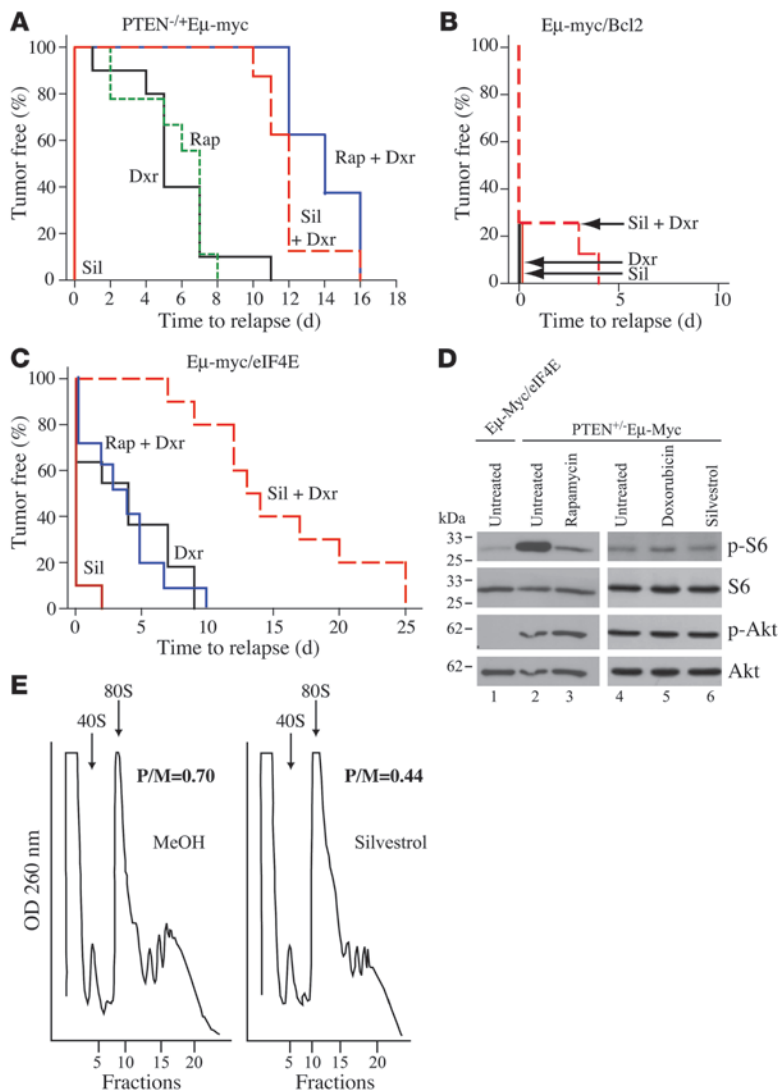 A
PTEN-/+Eμ-myc
Tumor free (%)
100
80
60
40
20
0
Rap
Dxr
Rap + Dxr
Sil
+ Dxr
Sil
0 2 4 6 8 10 12 14 16 18
Time to relapse (d)
B
Eμ-myc/Bcl2
Tumor free (%)
100
80
60
40
20
0
Sil + Dxr
Dxr
Sil
0 5 10
Time to relapse (d)
C
Eμ-myc/eIF4E
Tumor free (%)
100
80
60
40
20
0
Rap + Dxr
Sil + Dxr
Dxr
Sil
0 5 10 15 20 25
Time to relapse (d)
D
Eμ-Myc/eIF4E
PTEN+/-Eμ-Myc
Untreated
Untreated
Rapamycin
Untreated
Doxorubicin
Silvestrol
kDa
33
25
p-S6
33
25
S6
62
p-Akt
62
Akt
1 2 3 4 5 6
E
80S
40S
P/M=0.70
MeOH
OD 260 nm
5 10 15 20
Fractions
80S
40S
P/M=0.44
Silvestrol
5 10 15 20
Fractions